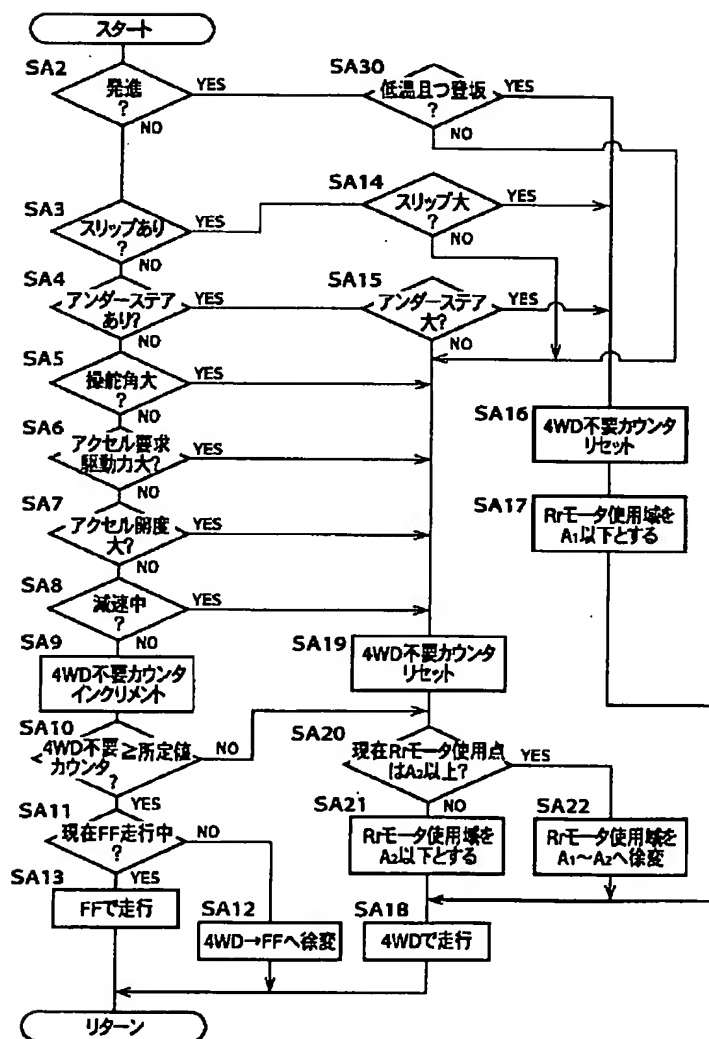 スタート
SA2
発進
?
YES
NO
SA30
低温且つ登坂
?
YES
NO
SA3
スリップあり
?
YES
NO
SA14
スリップ大
?
YES
NO
SA4
アンダーステア
あり?
YES
NO
SA15
アンダーステア
大?
YES
NO
SA5
操舵角大
?
YES
NO
SA6
アクセル要求
駆動力大?
YES
NO
SA7
アクセル開度
大?
YES
NO
SA8
減速中
?
YES
NO
SA16
4WD不要カウンタ
リセット
SA17
Rrモータ使用域を
A₁以下とする
SA9
4WD不要カウンタ
インクリメント
SA19
4WD不要カウンタ
リセット
SA10
4WD不要≧所定値
カウンタ
?
NO
YES
SA20
現在Rrモータ使用点
はA₂以上?
YES
NO
SA11
現在FF走行中
?
NO
YES
SA21
Rrモータ使用域を
A₂以下とする
SA22
Rrモータ使用域を
A₁～A₂へ徐変
SA13
FFで走行
SA12
4WD→FFへ徐変
SA18
4WDで走行
リターン